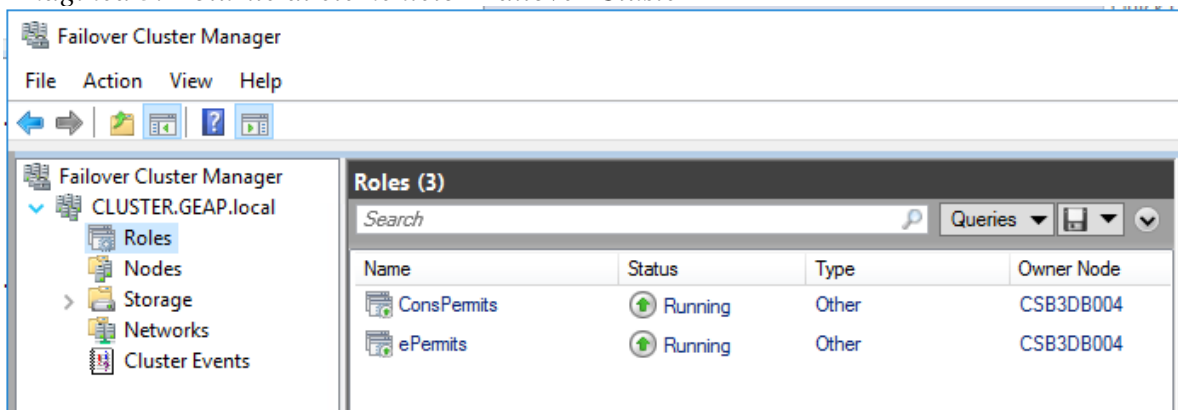 Failover Cluster Manager
File Action View Help
Failover Cluster Manager
CLUSTER.GEAP.local
Roles
Nodes
Storage
Networks
Cluster Events
Roles (3)
Search Queries
Name Status Type Owner Node
ConsPermits Running Other CSB3DB004
ePermits Running Other CSB3DB004